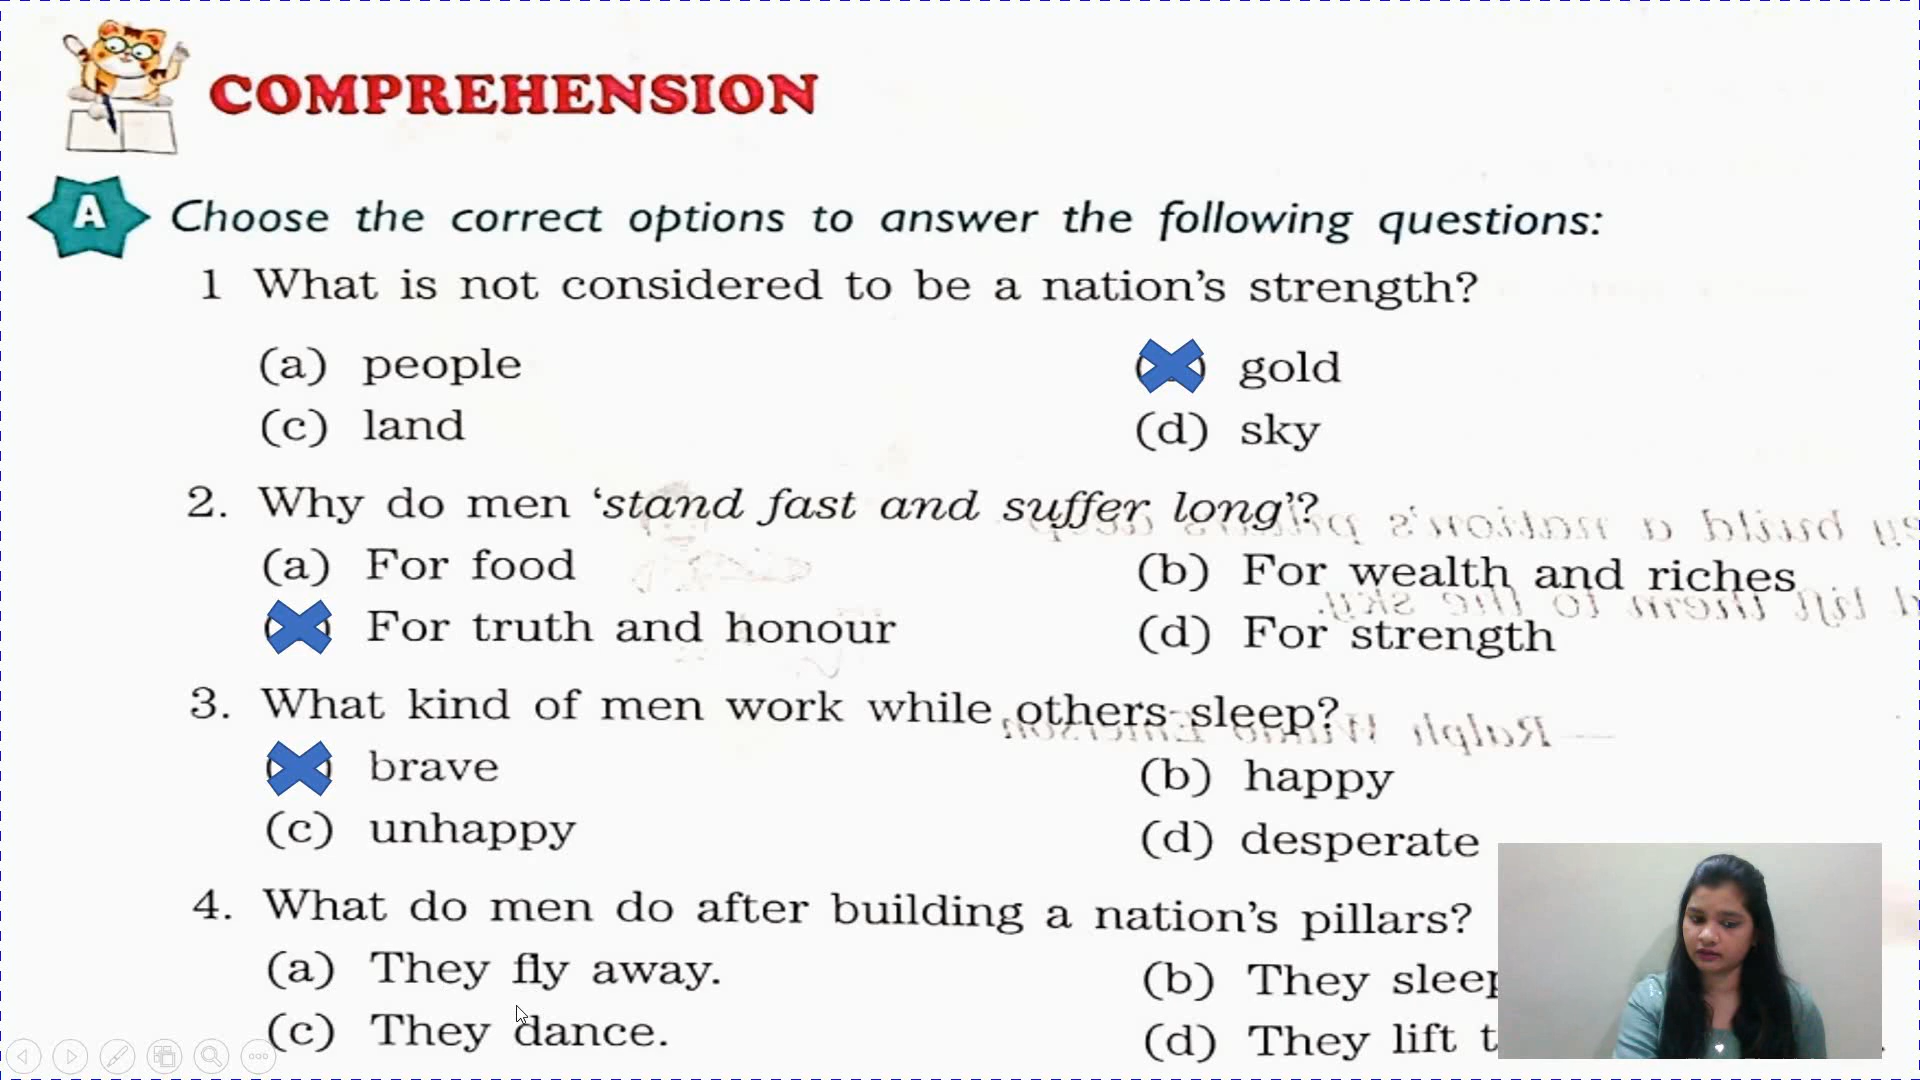 COMPREHENSION
A Choose the correct options to answer the following questions:
1 What is not considered to be a nation's strength?
(a) people
gold
(c) land
(d) sky
2. Why do men 'stand fast and suffer long'?
(a) For food
(b) For wealth and riches
For truth and honour
(d) For strength
3. What kind of men work while others sleep?
brave
(b) happy
(c) unhappy
(d) desperate
4. What do men do after building a nation's pillars?
(a) They fly away.
(b) They
(c) They dance.
(d) They lift